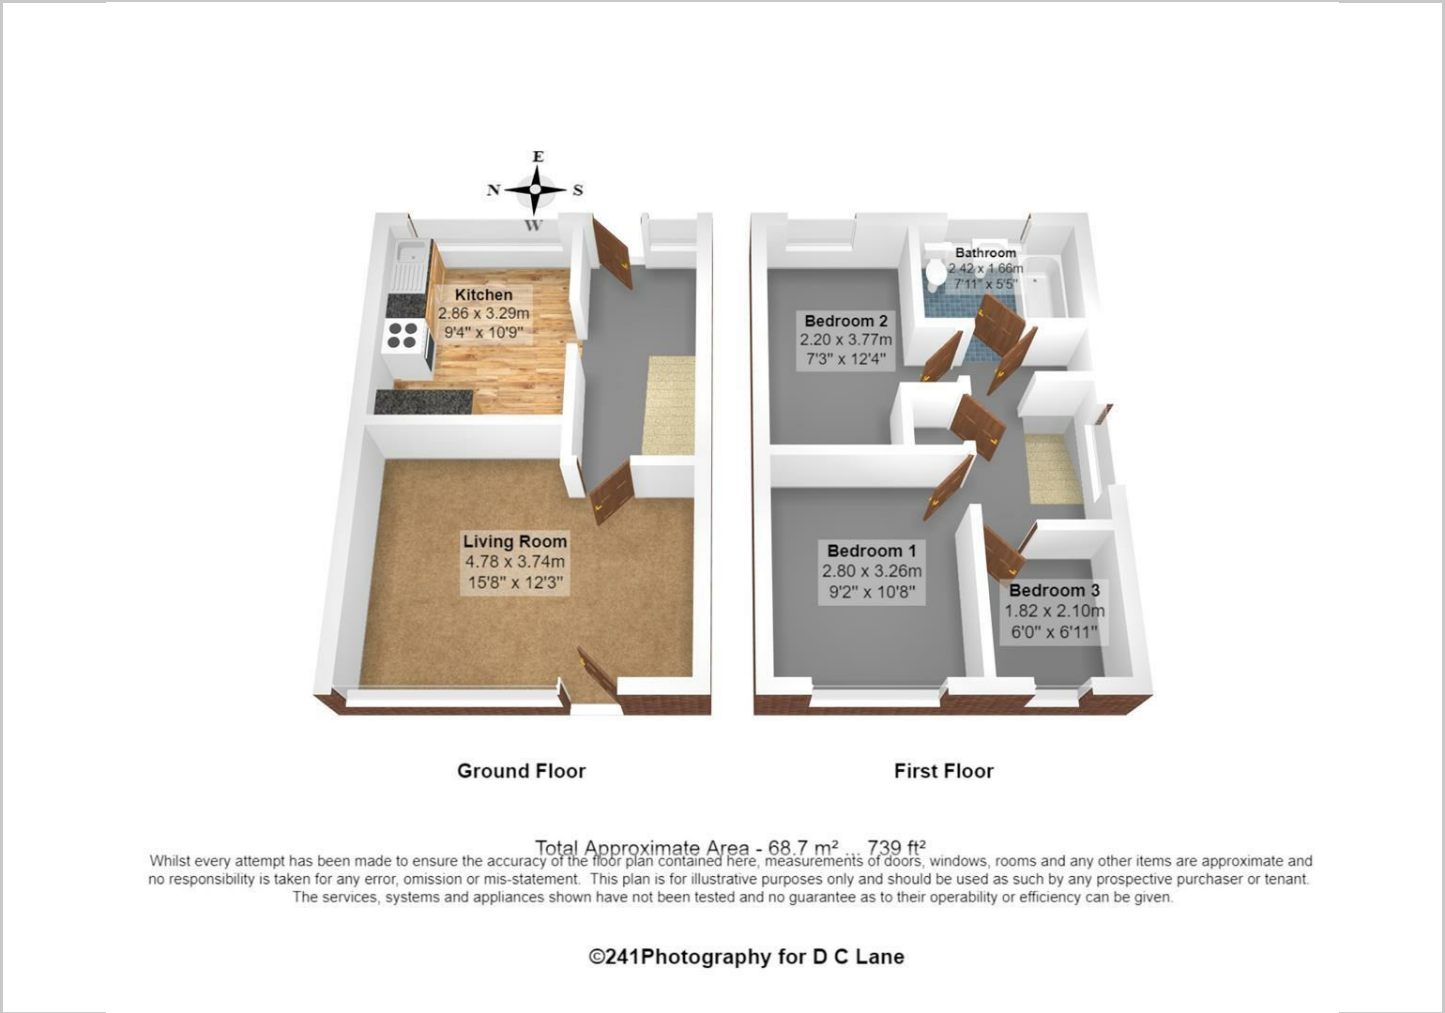 E
N S
W
Kitchen
2.86 x 3.29m
9'4" x 10'9"
Living Room
4.78 x 3.74m
15'8" x 12'3"
Bathroom
2.42 x 1.66m
7'11" x 5'5"
Bedroom 2
2.20 x 3.77m
7'3" x 12'4"
Bedroom 1
2.80 x 3.26m
9'2" x 10'8"
Bedroom 3
1.82 x 2.10m
6'0" x 6'11"
Ground Floor
First Floor
Total Approximate Area - 68.7 m² ... 739 ft²
Whilst every attempt has been made to ensure the accuracy of the floor plan contained here, measurements of doors, windows, rooms and any other items are approximate and
no responsibility is taken for any error, omission or mis-statement. This plan is for illustrative purposes only and should be used as such by any prospective purchaser or tenant.
The services, systems and appliances shown have not been tested and no guarantee as to their operability or efficiency can be given.
©241Photography for D C Lane